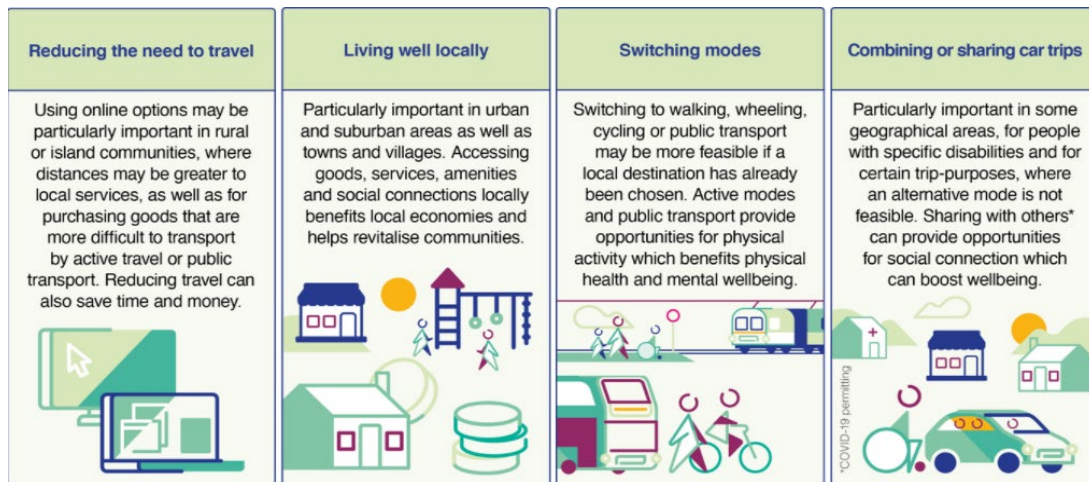 Reducing the need to travel
Using online options may be
particularly important in rural
or island communities, where
distances may be greater to
local services, as well as for
purchasing goods that are
more difficult to transport
by active travel or public
transport. Reducing travel can
also save time and money.
Living well locally
Particularly important in urban
and suburban areas as well as
towns and villages. Accessing
goods, services, amenities
and social connections locally
benefits local economies and
helps revitalise communities.
Switching modes
Switching to walking, wheeling,
cycling or public transport
may be more feasible if a
local destination has already
been chosen. Active modes
and public transport provide
opportunities for physical
activity which benefits physical
health and mental wellbeing.
Combining or sharing car trips
Particularly important in some
geographical areas, for people
with specific disabilities and for
certain trip-purposes, where
an alternative mode is not
feasible. Sharing with others*
can provide opportunities
for social connection which
can boost wellbeing.
*COVID-19 permitting